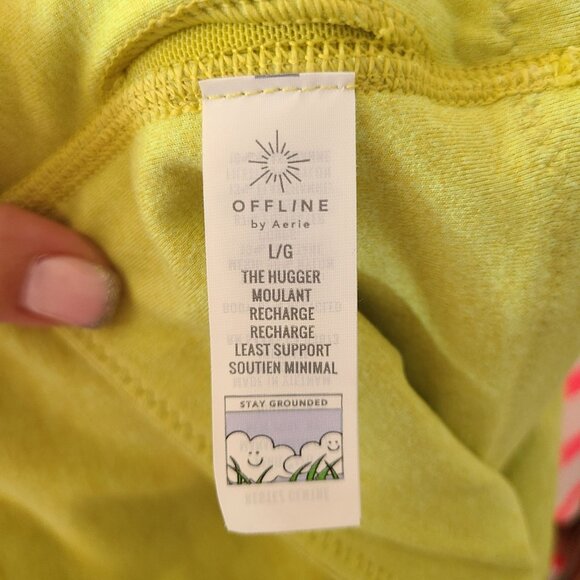 OFFLINE
by Aerie
L/G
THE HUGGER
MOULANT
RECHARGE
RECHARGE
LEAST SUPPORT
SOUTIEN MINIMAL
STAY GROUNDED